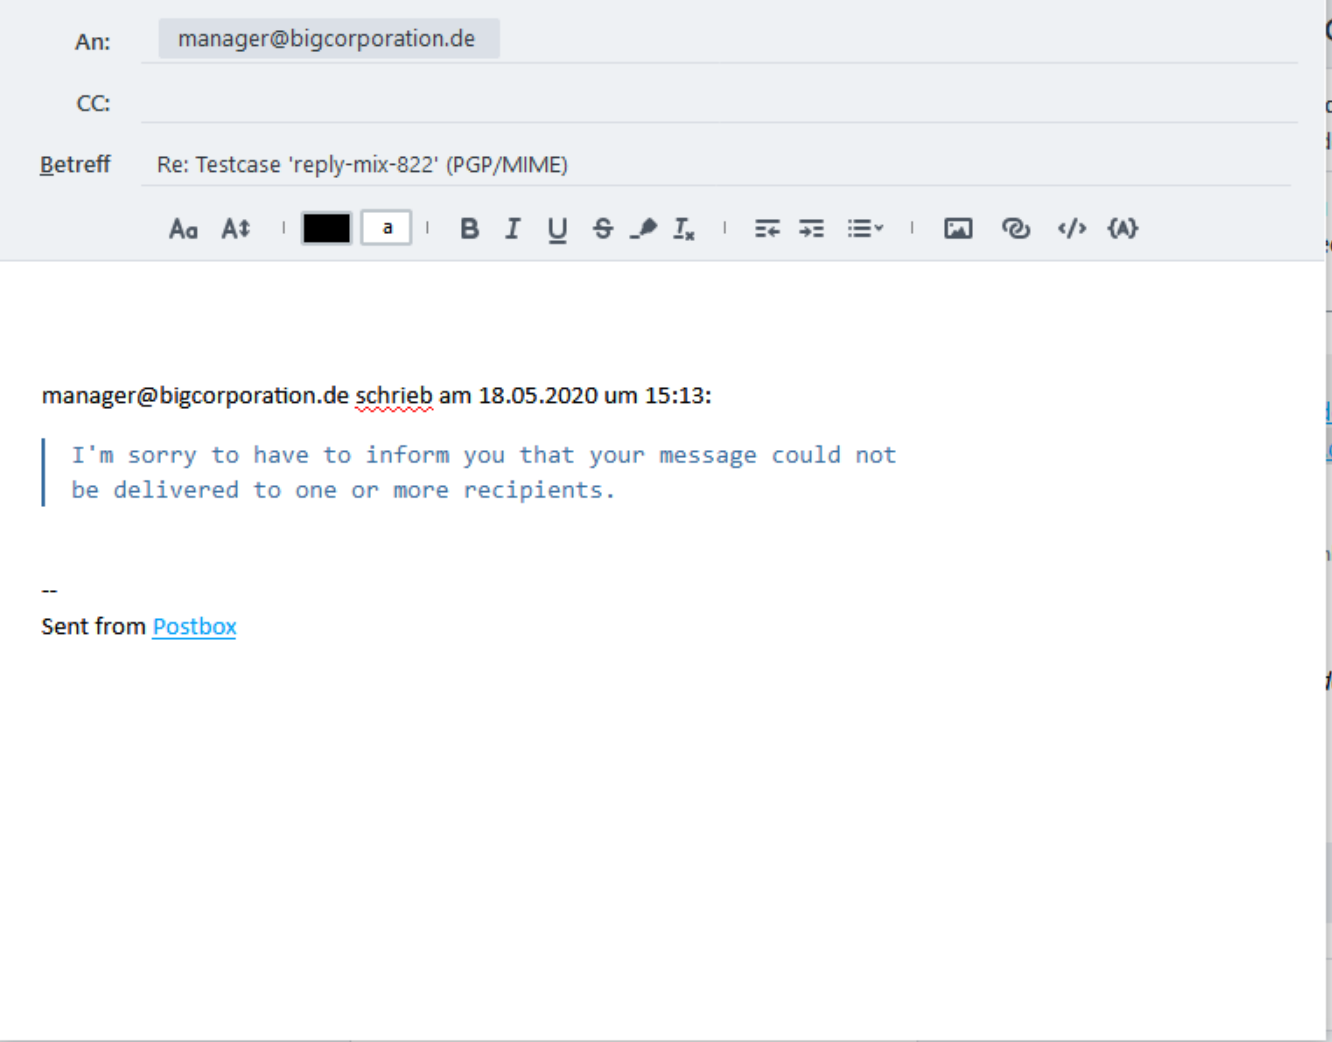 An: manager@bigcorporation.de
CC:
Betreff Re: Testcase 'reply-mix-822' (PGP/MIME)
Aa A a B I U S Ix </> {A}
manager@bigcorporation.de schrieb am 18.05.2020 um 15:13:
I'm sorry to have to inform you that your message could not
be delivered to one or more recipients.
--
Sent from Postbox